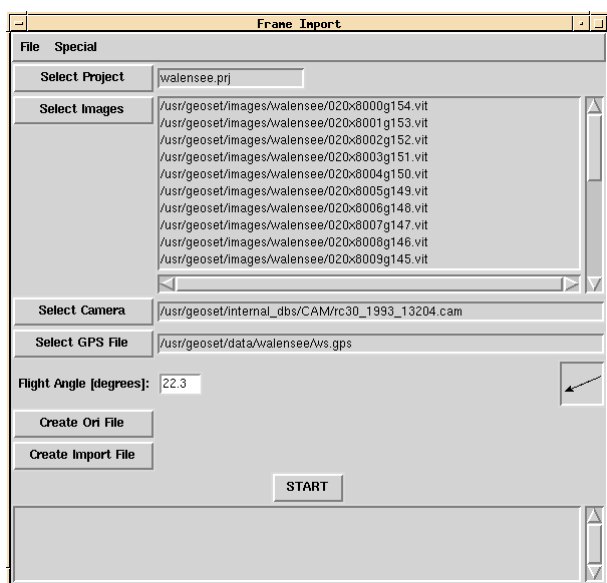 Frame Import
File Special
Select Project walensee.prj
Select Images /usr/geoset/images/walensee/020x8000g154.vit
/usr/geoset/images/walensee/020x8001g153.vit
/usr/geoset/images/walensee/020x8002g152.vit
/usr/geoset/images/walensee/020x8003g151.vit
/usr/geoset/images/walensee/020x8004g150.vit
/usr/geoset/images/walensee/020x8005g149.vit
/usr/geoset/images/walensee/020x8006g148.vit
/usr/geoset/images/walensee/020x8007g147.vit
/usr/geoset/images/walensee/020x8008g146.vit
/usr/geoset/images/walensee/020x8009g145.vit
Select Camera /usr/geoset/internal_dbs/CAM/rc30_1993_13204.cam
Select GPS File /usr/geoset/data/walensee/ws.gps
Flight Angle [degrees]: 22.3
Create Ori File
Create Import File
START